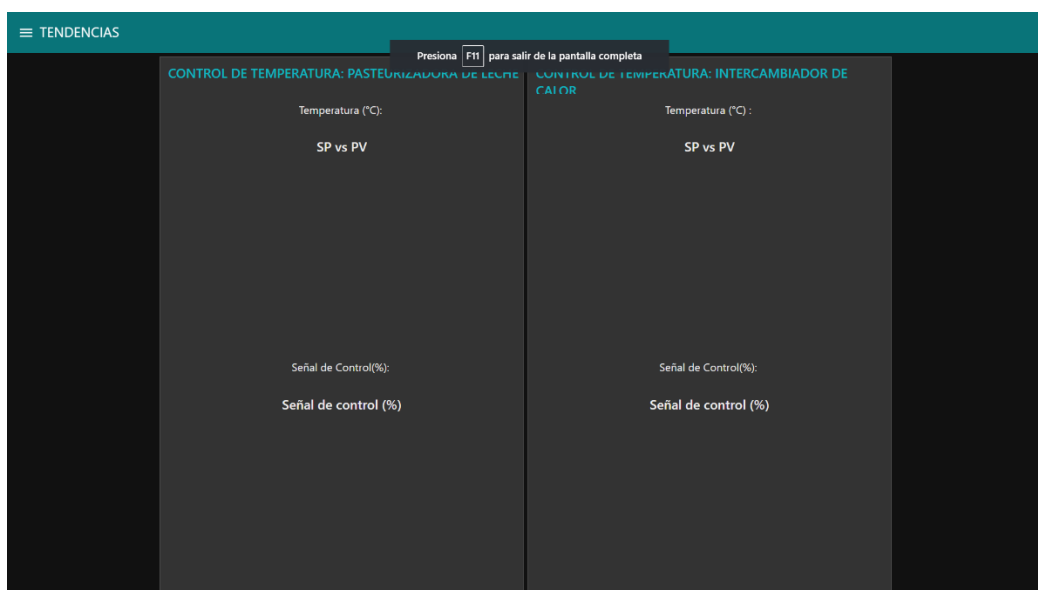 ≡ TENDENCIAS
Presiona F11 para salir de la pantalla completa
CONTROL DE TEMPERATURA: PASTEURIZADORA DE LECHE
Temperatura (°C):
SP vs PV
Señal de Control(%):
Señal de control (%)
CONTROL DE TEMPERATURA: INTERCAMBIADOR DE
CALOR
Temperatura (°C) :
SP vs PV
Señal de Control(%):
Señal de control (%)